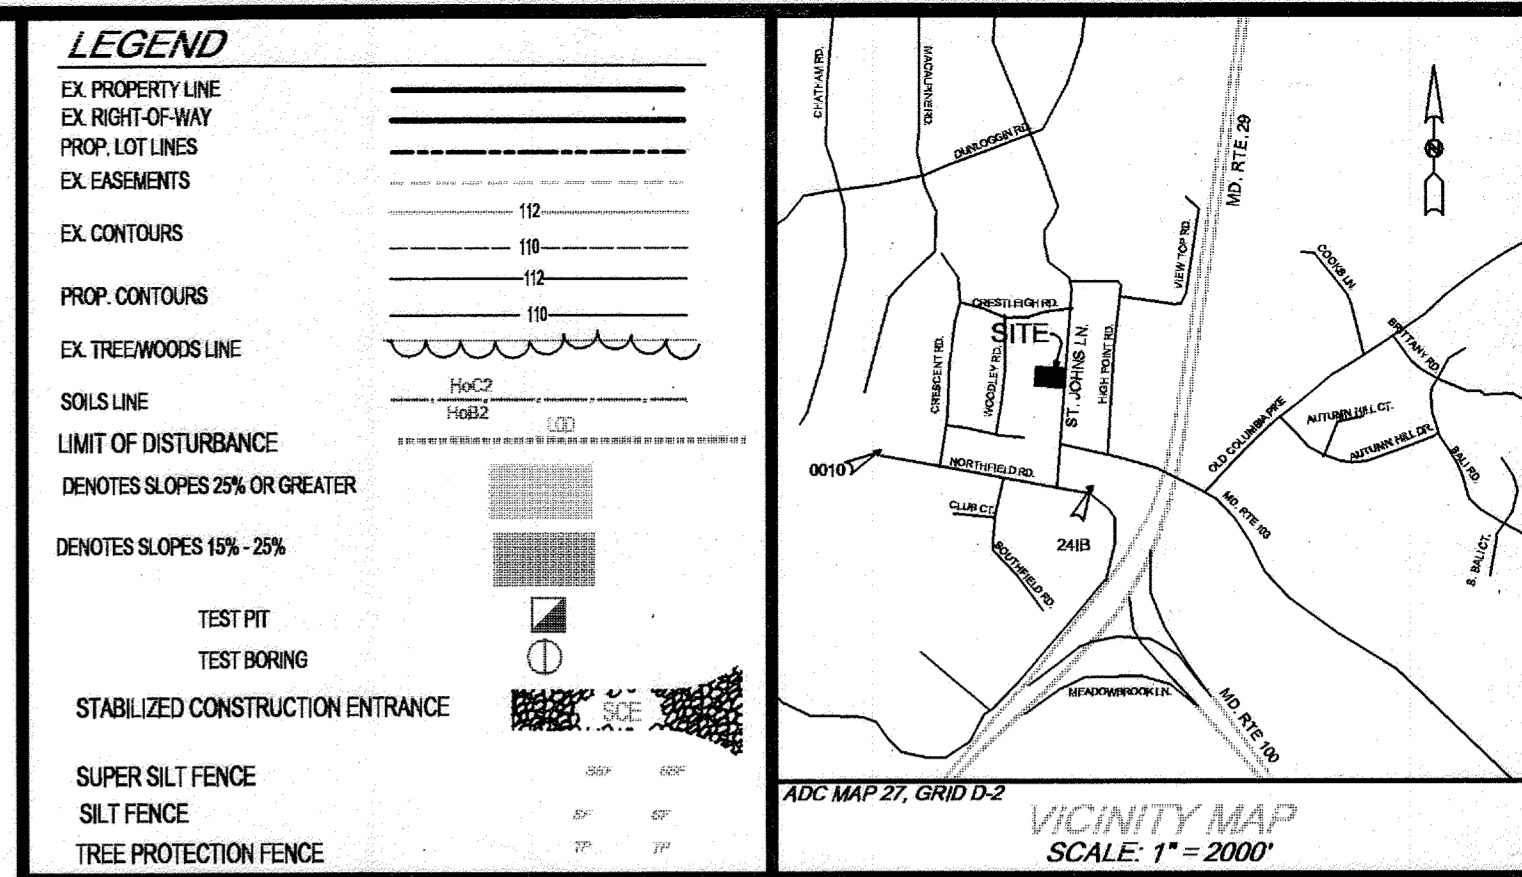 LEGEND
EX. PROPERTY LINE
EX. RIGHT-OF-WAY
PROP. LOT LINES
EX. EASEMENTS
112
EX. CONTOURS
110
112
PROP. CONTOURS
110
EX. TREE/WOODS LINE
HoC2
SOILS LINE
HoB2
LOD
LIMIT OF DISTURBANCE
DENOTES SLOPES 25% OR GREATER
DENOTES SLOPES 15% - 25%
TEST PIT
TEST BORING
STABILIZED CONSTRUCTION ENTRANCE
SCE
SUPER SILT FENCE
SSF SSF
SILT FENCE
SF SF
TREE PROTECTION FENCE
TP TP
CHATHAM RD.
MACALPINE RD.
DUNLOGGIN RD.
MD. RTE. 29
VIEW TOP RD.
COOKS LN.
CRESTLEIGH RD.
SITE
BRITTANY RD.
CRESCENT RD.
WOODLEY RD.
ST. JOHNS LN.
HIGH POINT RD.
OLD COLUMBIA PIKE
AUTUMN HILL CT.
AUTUMN HILL DR.
BALI RD.
0010
NORTHFIELD RD.
CLUB CT.
MD. RTE 103
24IB
SOUTHFIELD RD.
S. BALI CT.
MEADOWBROOK LN.
MD. RTE 100
ADC MAP 27, GRID D-2
VICINITY MAP
SCALE: 1" = 2000'